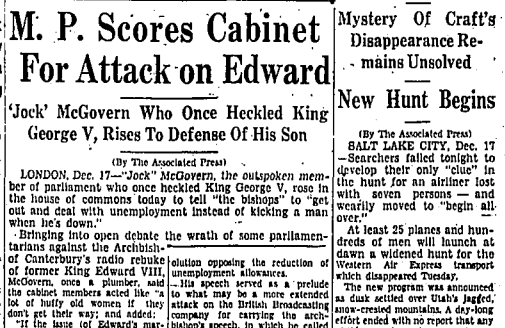 M. P. Scores Cabinet
For Attack on Edward
'Jock' McGovern Who Once Heckled King
George V, Rises To Defense Of His Son
(By The Associated Press)
LONDON, Dec. 17—"Jock" McGovern, the outspoken mem-
ber of parliament who once heckled King George V, rose in
the house of commons today to tell "the bishops" to "get
out and deal with unemployment instead of kicking a man
when he's down."
Bringing into open debate the wrath of some parliamen-
tarians against the Archbish-
of Canterbury's radio rebuke
of former King Edward VIII,
McGovern, once a plumber, said
the cabinet members acted like "a
lot of huffy old women if they
don't get their way; and added:
"If the issue (of Edward's mar-
olution opposing the reduction of
unemployment allowances.
His speech served as a prelude
to what may be a more extended
attack on the British Broadcasting
company for carrying the arch-
bishop's speech, in which he called
Mystery Of Craft's
Disappearance Re-
mains Unsolved
New Hunt Begins
(By The Associated Press)
SALT LAKE CITY, Dec. 17
—Searchers failed tonight to
develop their only "clue" in
the hunt for an airliner lost
with seven persons — and
wearily moved to "begin all
over."
At least 25 planes and hun-
dreds of men will launch at
dawn a widened hunt for the
Western Air Express transport
which disappeared Tuesday.
The new program was announced
as dusk settled over Utah's jagged,
snow-crested mountains. A day-long
effort ended with no report that any